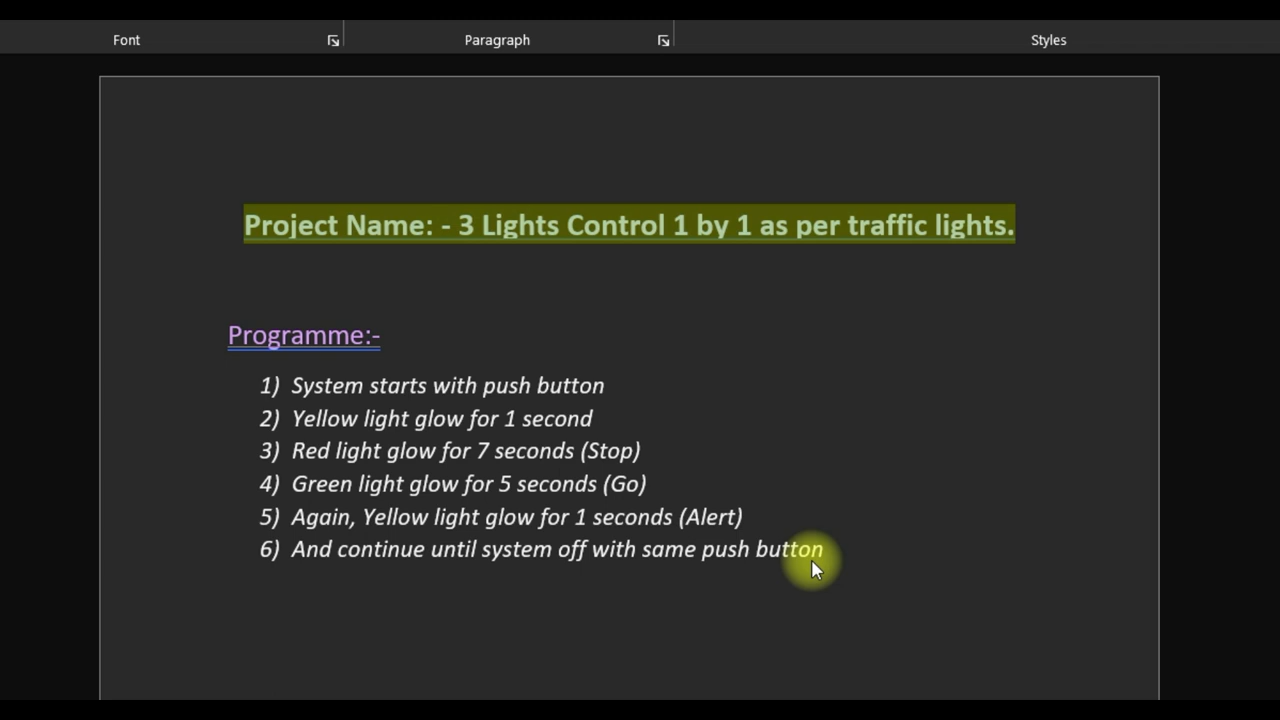 Font
Paragraph
Styles
Project Name: - 3 Lights Control 1 by 1 as per traffic lights.
Programme:-
1) System starts with push button
2) Yellow light glow for 1 second
3) Red light glow for 7 seconds (Stop)
4) Green light glow for 5 seconds (Go)
5) Again, Yellow light glow for 1 seconds (Alert)
6) And continue until system off with same push button